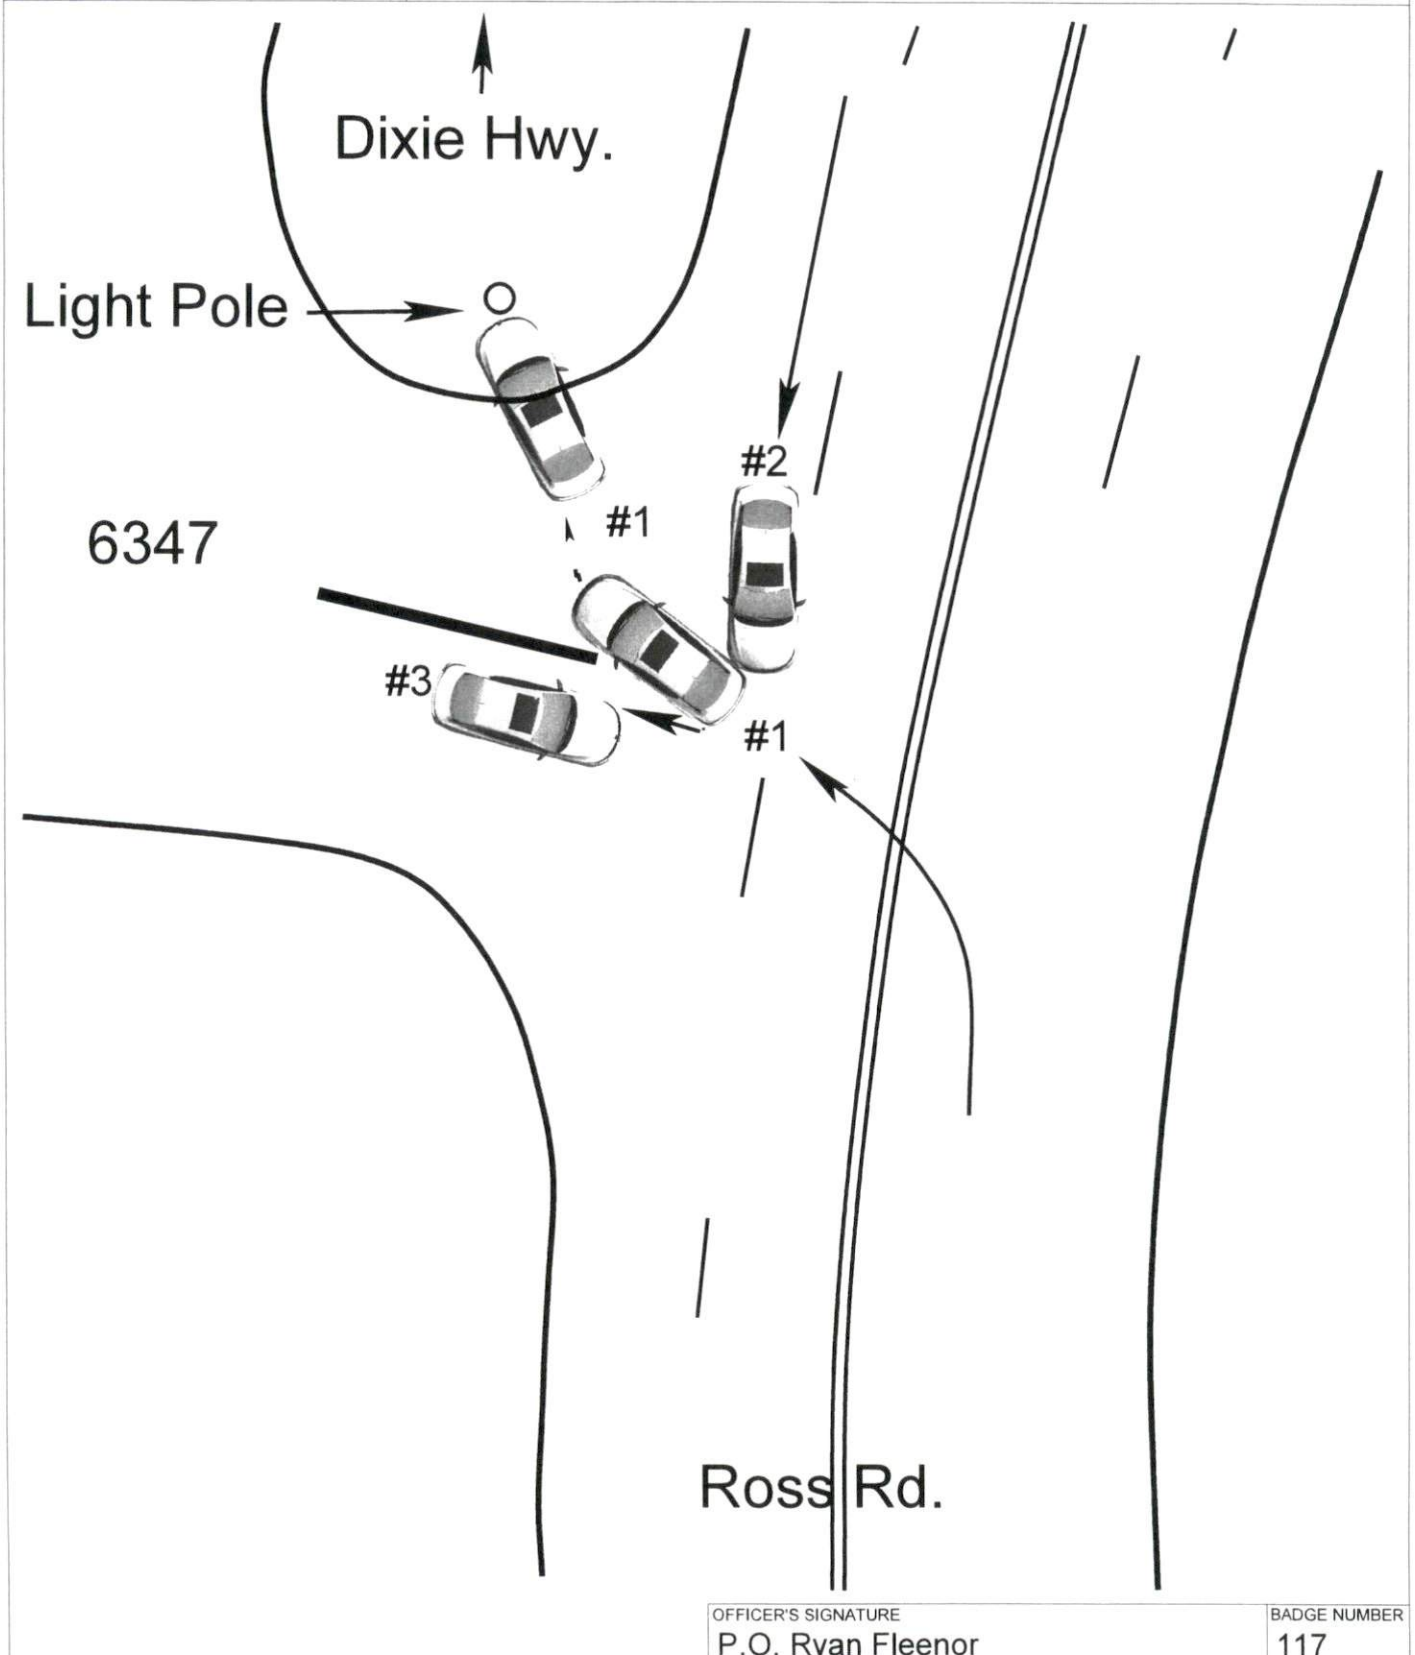 Dixie Hwy.
Light Pole
#2
#1
6347
#3
#1
Ross Rd.
OFFICER'S SIGNATURE
BADGE NUMBER
P.O. Ryan Fleenor
117